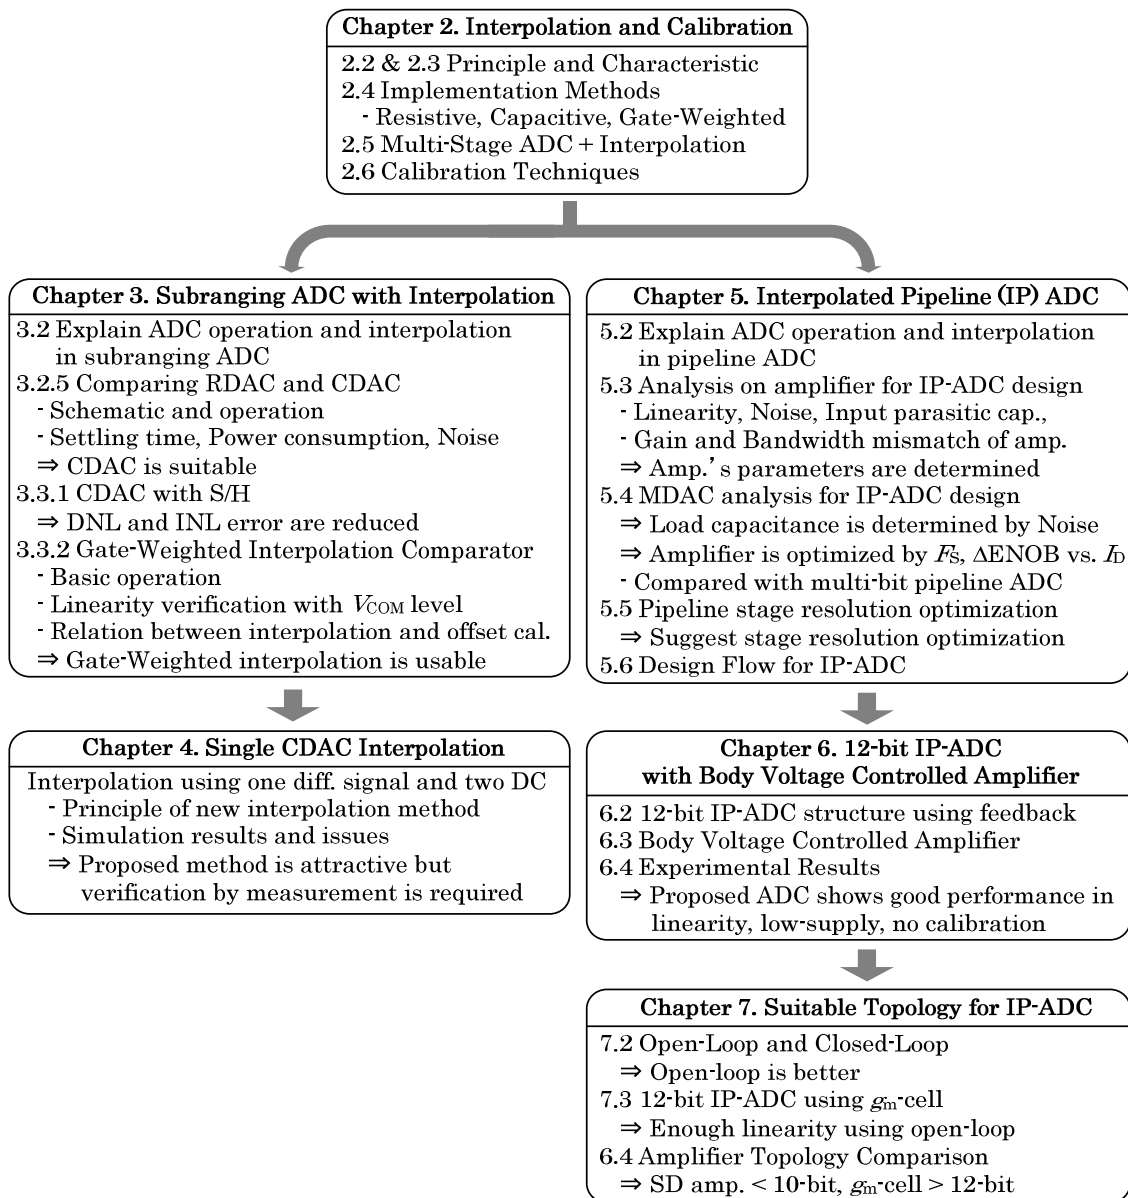 Chapter 2. Interpolation and Calibration
2.2 & 2.3 Principle and Characteristic
2.4 Implementation Methods
- Resistive, Capacitive, Gate-Weighted
2.5 Multi-Stage ADC + Interpolation
2.6 Calibration Techniques
Chapter 3. Subranging ADC with Interpolation
3.2 Explain ADC operation and interpolation
in subranging ADC
3.2.5 Comparing RDAC and CDAC
- Schematic and operation
- Settling time, Power consumption, Noise
⇒ CDAC is suitable
3.3.1 CDAC with S/H
⇒ DNL and INL error are reduced
3.3.2 Gate-Weighted Interpolation Comparator
- Basic operation
- Linearity verification with VCOM level
- Relation between interpolation and offset cal.
⇒ Gate-Weighted interpolation is usable
Chapter 4. Single CDAC Interpolation
Interpolation using one diff. signal and two DC
- Principle of new interpolation method
- Simulation results and issues
⇒ Proposed method is attractive but
verification by measurement is required
Chapter 5. Interpolated Pipeline (IP) ADC
5.2 Explain ADC operation and interpolation
in pipeline ADC
5.3 Analysis on amplifier for IP-ADC design
- Linearity, Noise, Input parasitic cap.,
- Gain and Bandwidth mismatch of amp.
⇒ Amp.'s parameters are determined
5.4 MDAC analysis for IP-ADC design
⇒ Load capacitance is determined by Noise
⇒ Amplifier is optimized by FS, ΔENOB vs. ID
- Compared with multi-bit pipeline ADC
5.5 Pipeline stage resolution optimization
⇒ Suggest stage resolution optimization
5.6 Design Flow for IP-ADC
Chapter 6. 12-bit IP-ADC
with Body Voltage Controlled Amplifier
6.2 12-bit IP-ADC structure using feedback
6.3 Body Voltage Controlled Amplifier
6.4 Experimental Results
⇒ Proposed ADC shows good performance in
linearity, low-supply, no calibration
Chapter 7. Suitable Topology for IP-ADC
7.2 Open-Loop and Closed-Loop
⇒ Open-loop is better
7.3 12-bit IP-ADC using gm-cell
⇒ Enough linearity using open-loop
6.4 Amplifier Topology Comparison
⇒ SD amp. < 10-bit, gm-cell > 12-bit